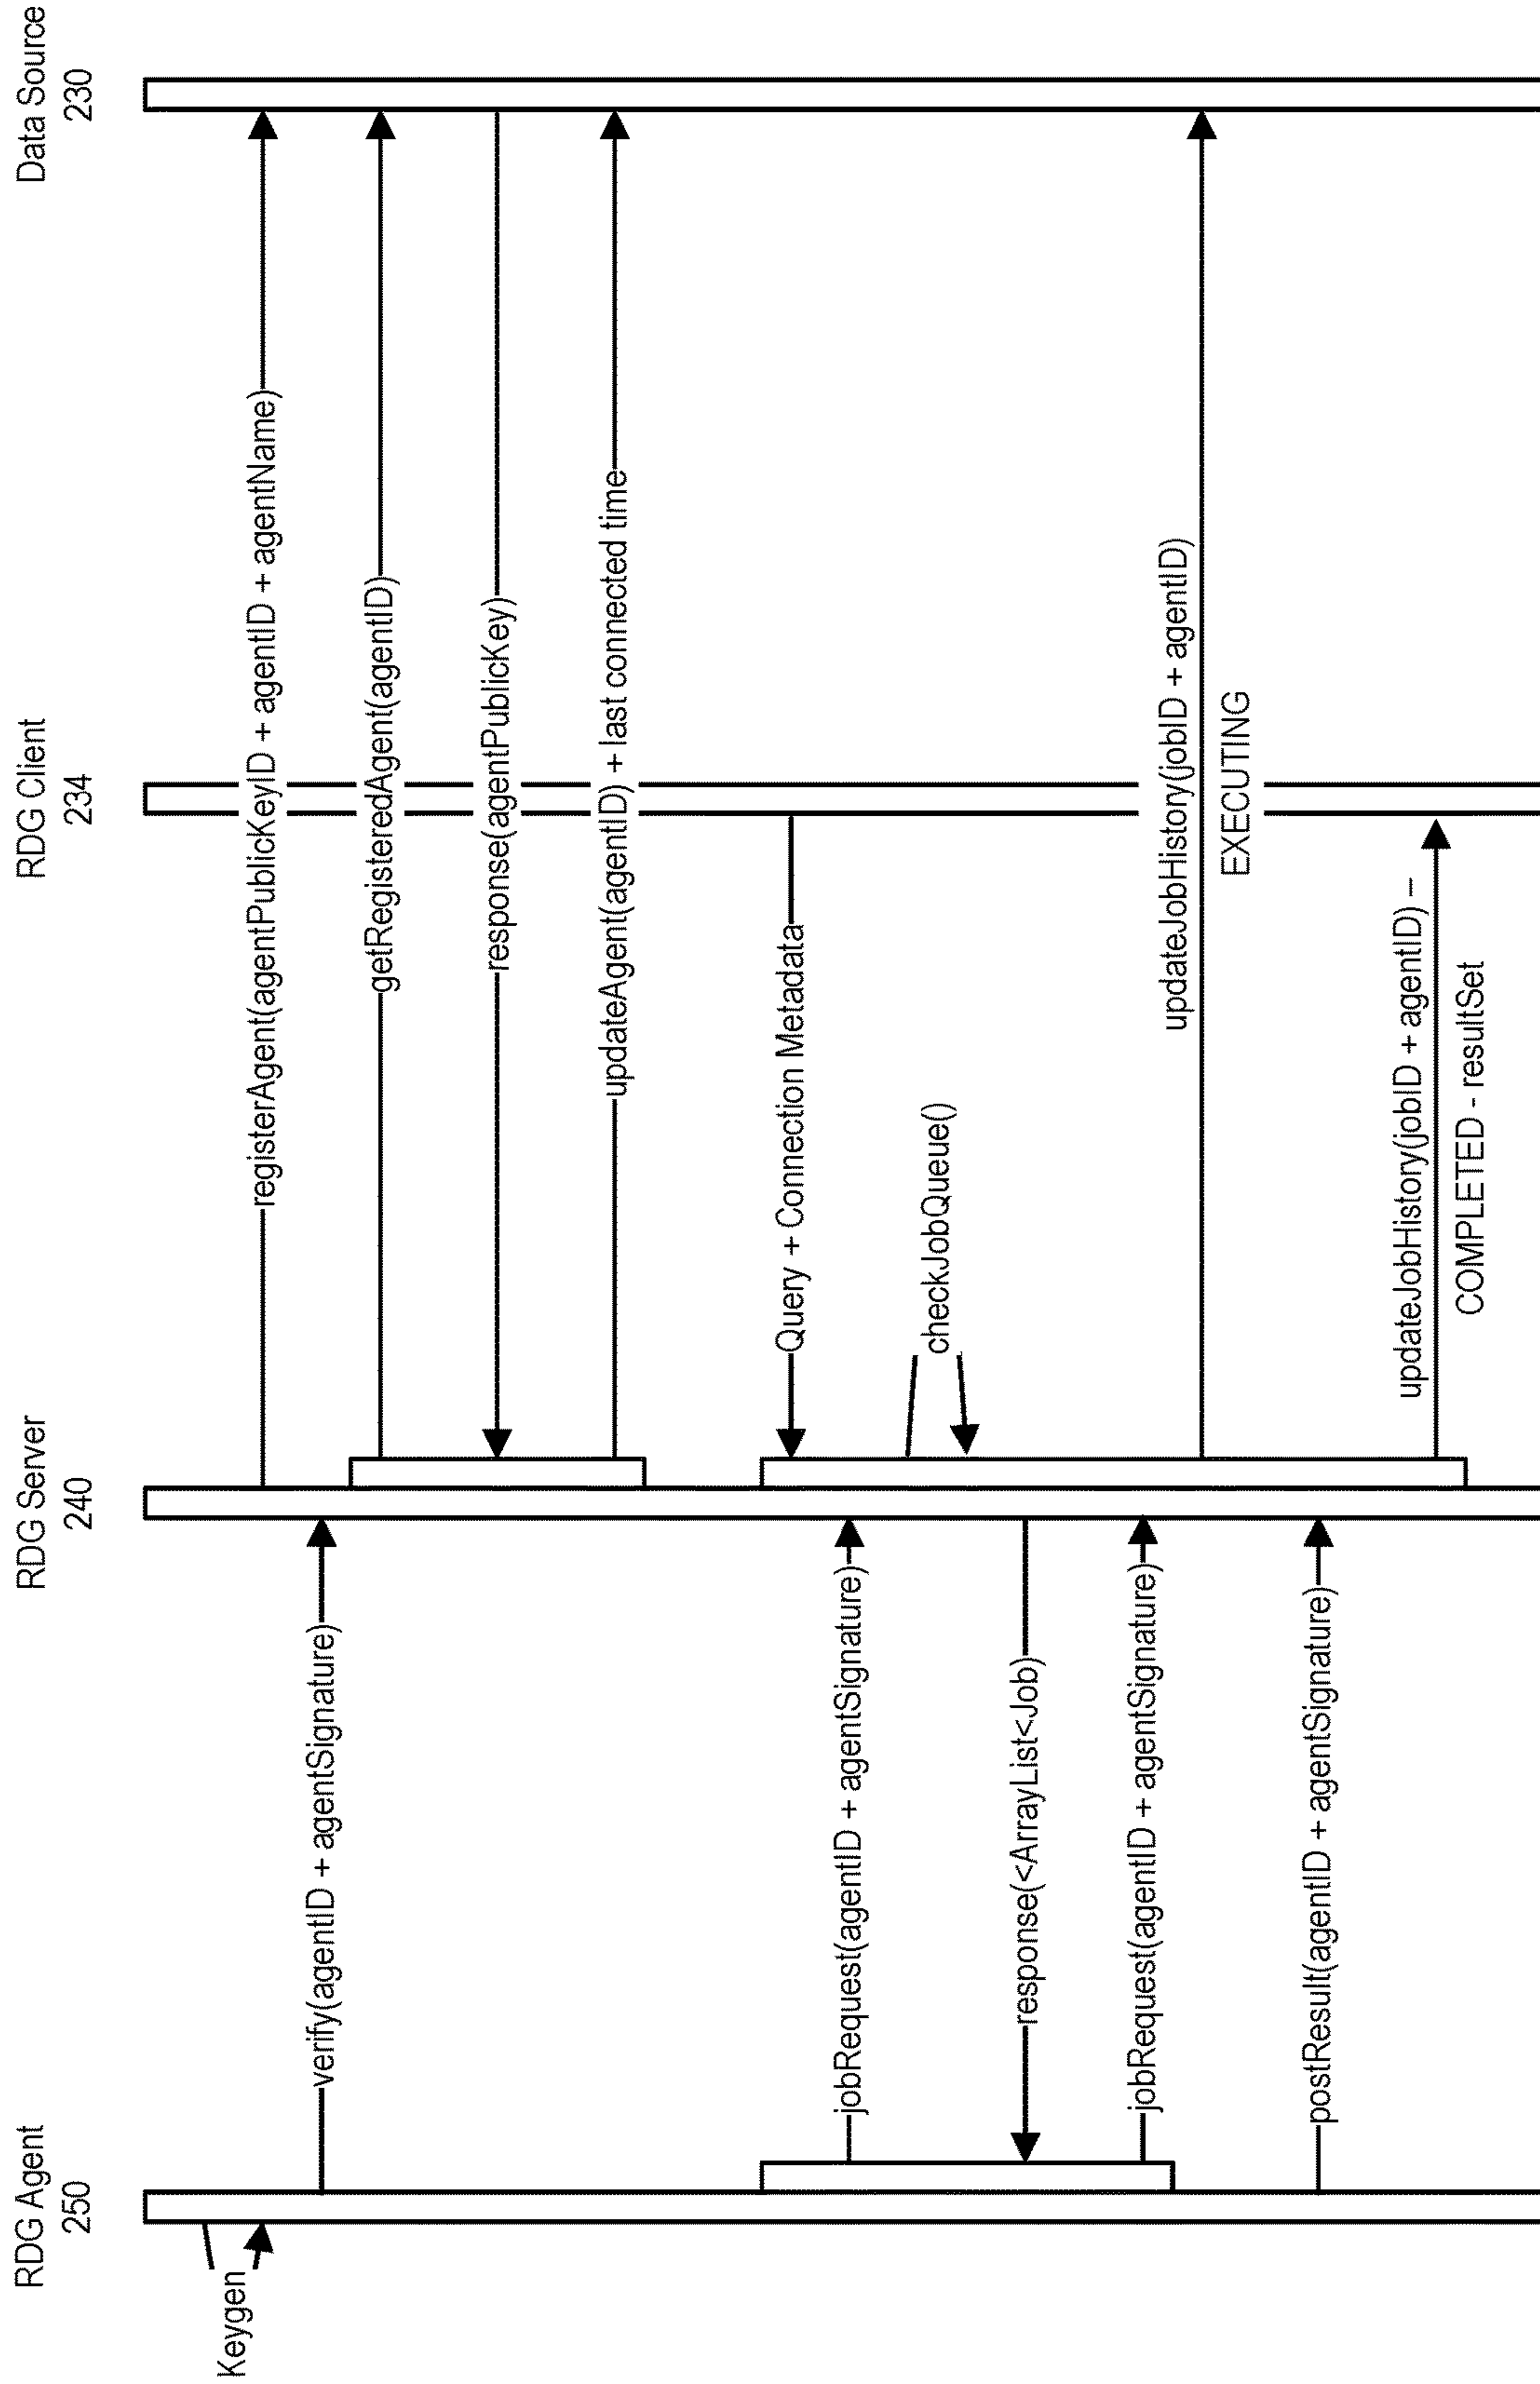 RDG Agent
250
RDG Server
240
RDG Client
234
Data Source
230
Keygen
registerAgent(agentPublicKeyID + agentID + agentName)
verify(agentID + agentSignature)
getRegisteredAgent(agentID)
response(agentPublicKey)
updateAgent(agentID) + last connected time
Query + Connection Metadata
jobRequest(agentID + agentSignature)
checkJobQueue()
response(<ArrayList<Job)
jobRequest(agentID + agentSignature)
updateJobHistory(jobID + agentID)
EXECUTING
postResult(agentID + agentSignature)
updateJobHistory(jobID + agentID) –
COMPLETED - resultSet